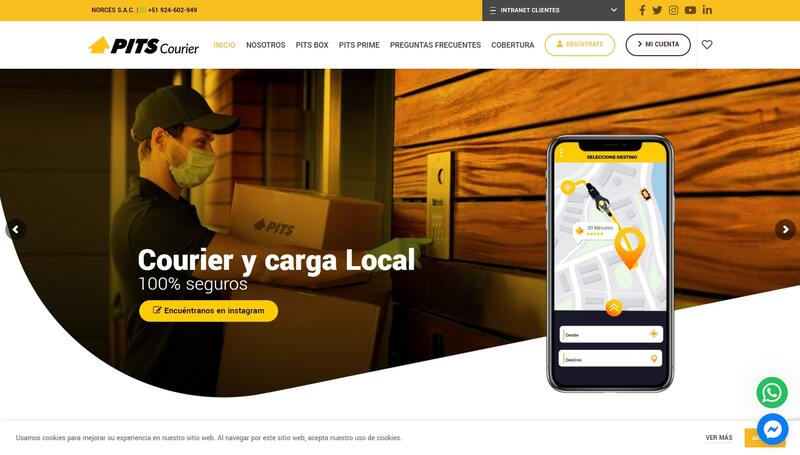 NORCES S.A.C. | +51 924-602-949
INTRANET CLIENTES
PITS Courier
INICIO
NOSOTROS
PITS BOX
PITS PRIME
PREGUNTAS FRECUENTES
COBERTURA
REGÍSTRATE
MI CUENTA
SELECCIONE DESTINO
30 Minutos
PITS
Courier y carga Local
100% seguros
Encuéntranos en instagram
Desde
Destino
Usamos cookies para mejorar su experiencia en nuestro sitio web. Al navegar por este sitio web, acepta nuestro uso de cookies.
VER MÁS